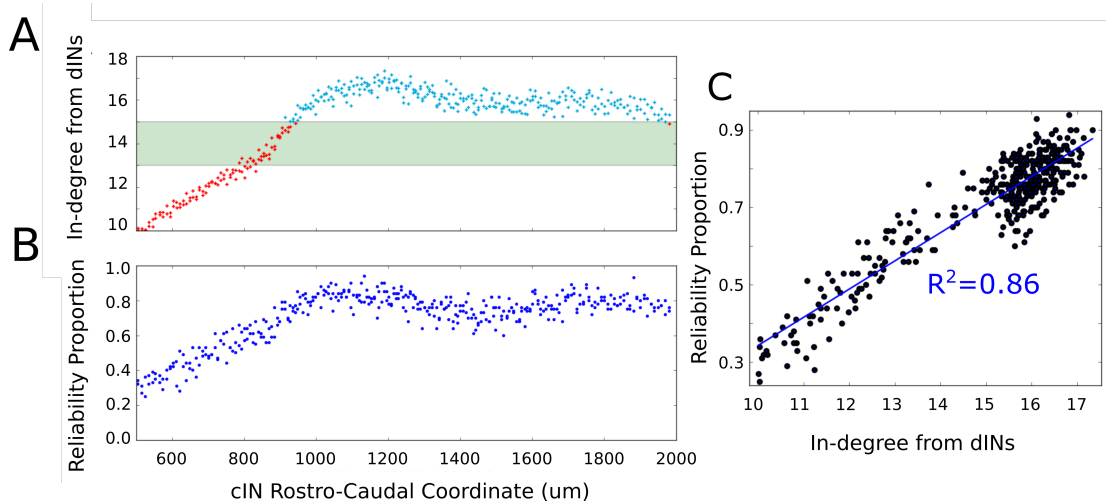 A
In-degree from dINs
18
16
14
12
10
B
Reliability Proportion
1.0
0.8
0.6
0.4
0.2
0.0
600 800 1000 1200 1400 1600 1800 2000
cIN Rostro-Caudal Coordinate (um)
C
Reliability Proportion
0.9
0.7
0.5
0.3
R²=0.86
10 11 12 13 14 15 16 17
In-degree from dINs